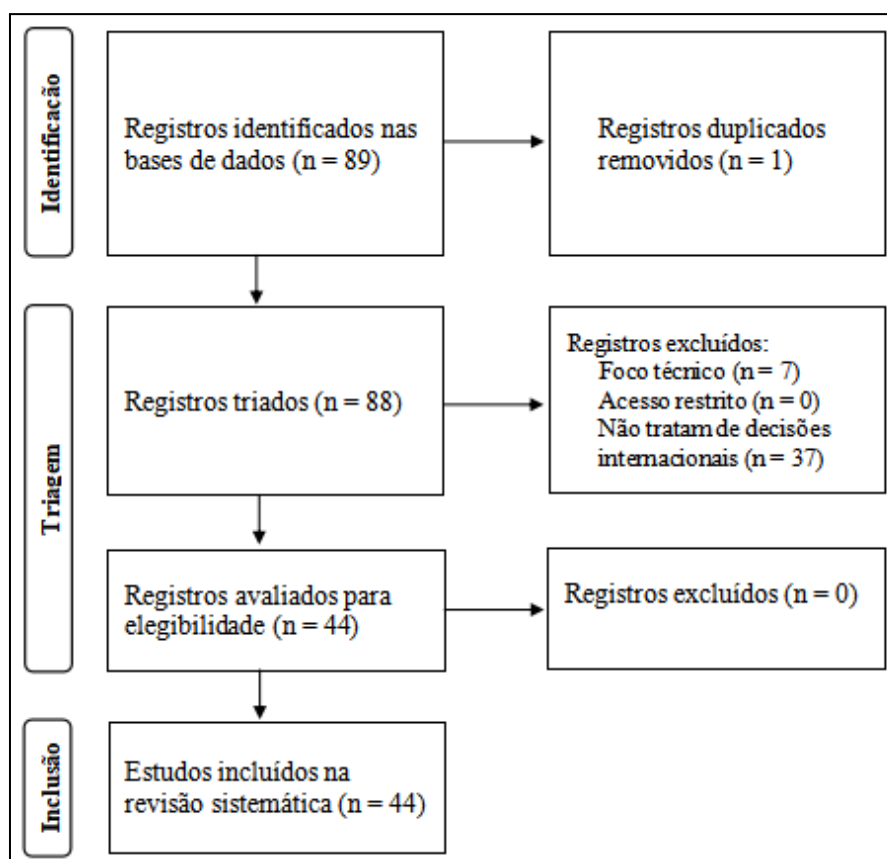 Identificação
Registros identificados nas
bases de dados (n = 89)
Registros duplicados
removidos (n = 1)
Triagem
Registros triados (n = 88)
Registros excluídos:
Foco técnico (n = 7)
Acesso restrito (n = 0)
Não tratam de decisões
internacionais (n = 37)
Registros avaliados para
elegibilidade (n = 44)
Registros excluídos (n = 0)
Inclusão
Estudos incluídos na
revisão sistemática (n = 44)